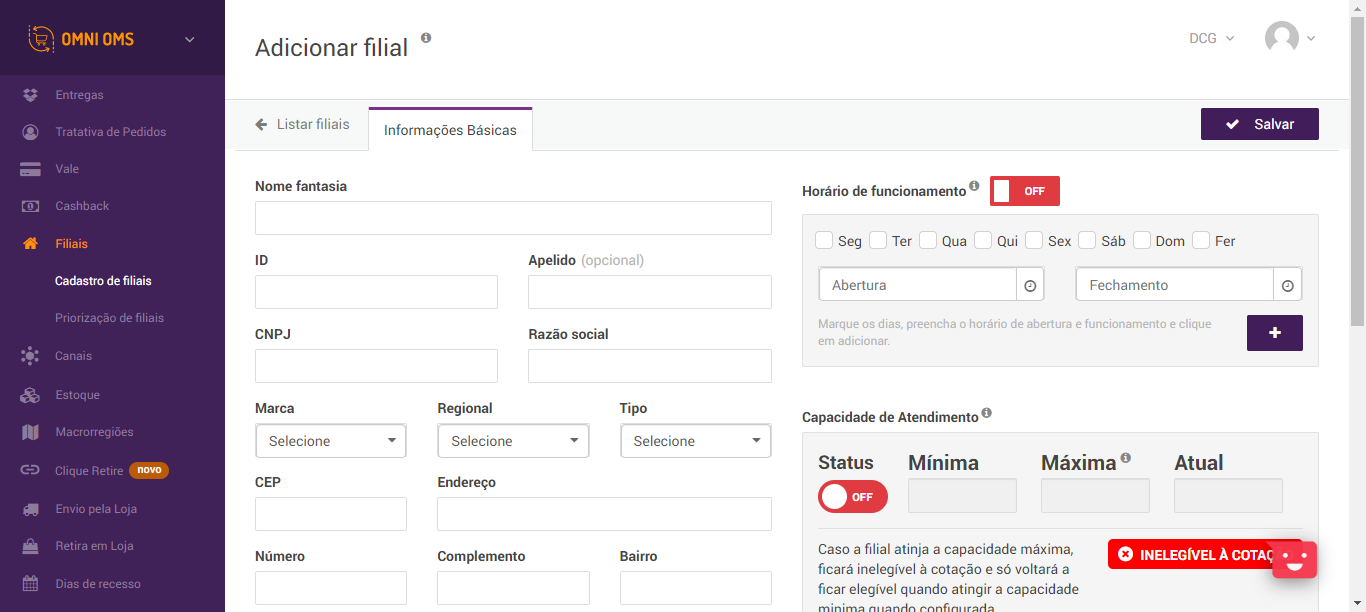 OMNI OMS
Entregas
Tratativa de Pedidos
Vale
Cashback
Filiais
Cadastro de filiais
Priorização de filiais
Canais
Estoque
Macrorregiões
Clique Retire novo
Envio pela Loja
Retira em Loja
Dias de recesso
Adicionar filial
DCG
Listar filiais
Informações Básicas
Salvar
Nome fantasia
ID
Apelido (opcional)
CNPJ
Razão social
Marca
Regional
Tipo
Selecione
Selecione
Selecione
CEP
Endereço
Número
Complemento
Bairro
Horário de funcionamento
OFF
Seg Ter Qua Qui Sex Sáb Dom Fer
Abertura
Fechamento
Marque os dias, preencha o horário de abertura e funcionamento e clique
em adicionar.
+
Capacidade de Atendimento
Status
Mínima
Máxima
Atual
OFF
Caso a filial atinja a capacidade máxima,
ficará inelegível à cotação e só voltará a
ficar elegível quando atingir a capacidade
minima quando configurada
INELEGÍVEL À COTAÇ